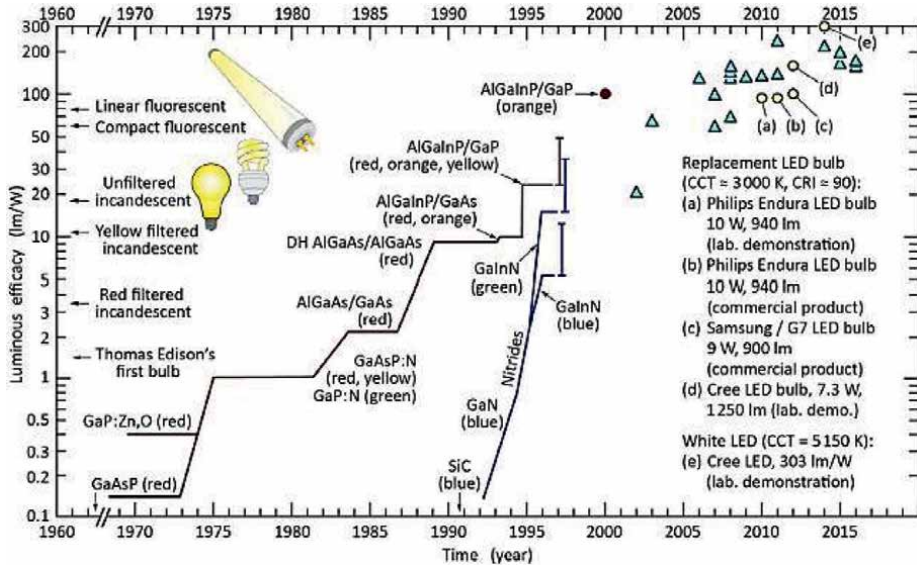 1960 1970 1975 1980 1985 1990 1995 2000 2005 2010 2015
300
200
100
50
30
20
10
5
3
2
1
0.5
0.3
0.2
0.1
Luminous efficacy (lm/W)
Linear fluorescent
Compact fluorescent
Unfiltered
incandescent
Yellow filtered
incandescent
Red filtered
incandescent
Thomas Edison's
first bulb
GaP:Zn,O (red)
GaAsP (red)
AlGaInP/GaP
(orange)
AlGaInP/GaP
(red, orange, yellow)
AlGaInP/GaAs
(red, orange)
DH AlGaAs/AlGaAs
(red)
AlGaAs/GaAs
(red)
GaAsP:N
(red, yellow)
GaP:N (green)
GaInN
(green)
GaInN
(blue)
Nitrides
GaN
(blue)
SiC
(blue)
(e)
(d)
(a) (b) (c)
Replacement LED bulb
(CCT ≈ 3000 K, CRI ≈ 90):
(a) Philips Endura LED bulb
10 W, 940 lm
(lab. demonstration)
(b) Philips Endura LED bulb
10 W, 940 lm
(commercial product)
(c) Samsung / G7 LED bulb
9 W, 900 lm
(commercial product)
(d) Cree LED bulb, 7.3 W,
1250 lm (lab. demo.)
White LED (CCT = 5150 K):
(e) Cree LED, 303 lm/W
(lab. demonstration)
1960 1970 1975 1980 1985 1990 1995 2000 2005 2010 2015
Time (year)